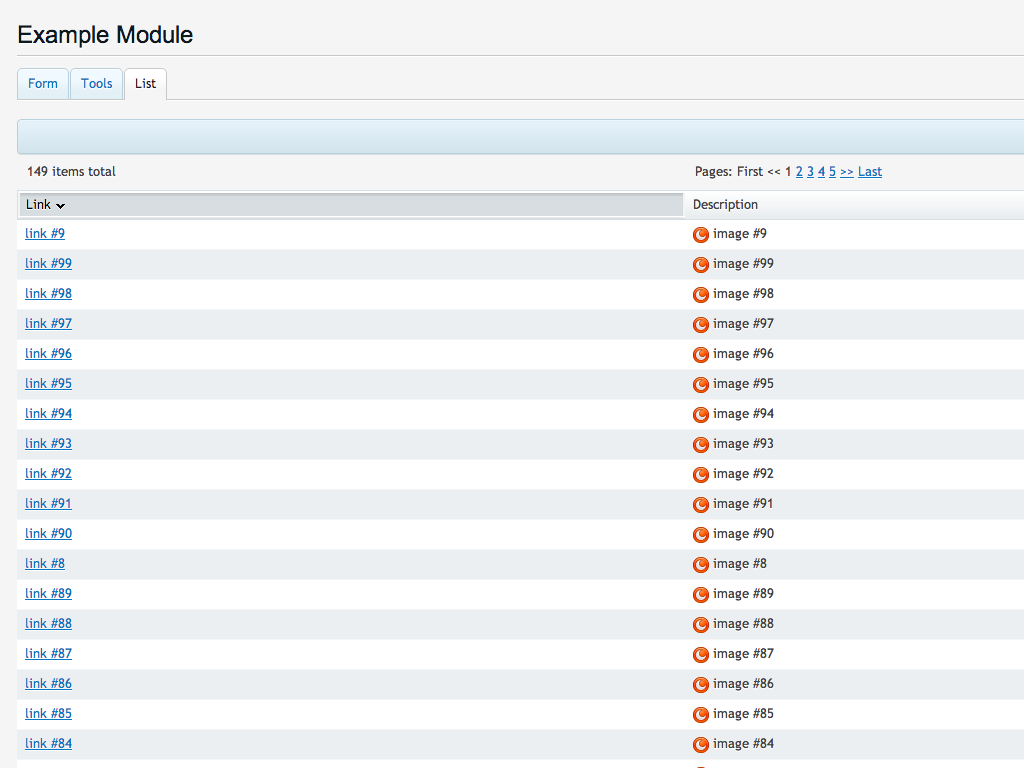 Example Module
Form Tools List
149 items total Pages: First << 1 2 3 4 5 >> Last
Link Description
link #9 image #9
link #99 image #99
link #98 image #98
link #97 image #97
link #96 image #96
link #95 image #95
link #94 image #94
link #93 image #93
link #92 image #92
link #91 image #91
link #90 image #90
link #8 image #8
link #89 image #89
link #88 image #88
link #87 image #87
link #86 image #86
link #85 image #85
link #84 image #84